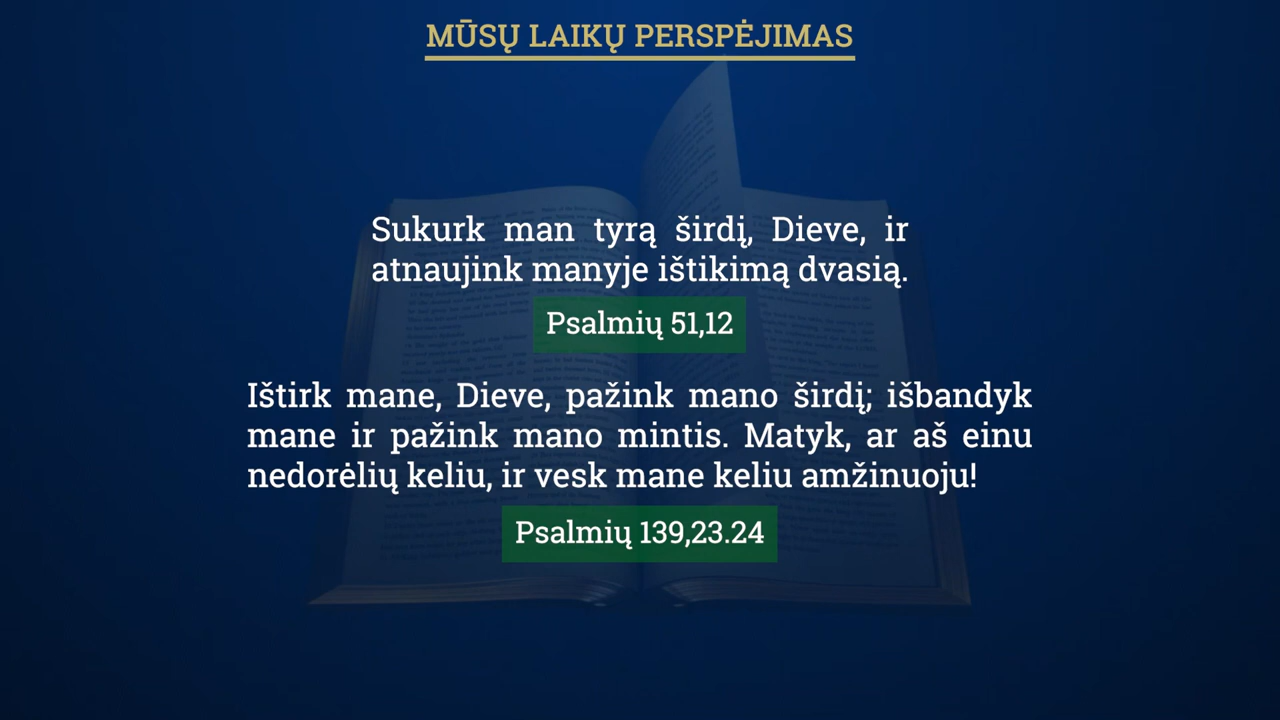 MŪSŲ LAIKŲ PERSPĖJIMAS
Sukurk man tyrą širdį, Dieve, ir
atnaujink manyje ištikimą dvasią.
Psalmių 51,12
Ištirk mane, Dieve, pažink mano širdį; išbandyk
mane ir pažink mano mintis. Matyk, ar aš einu
nedorėlių keliu, ir vesk mane keliu amžinuoju!
Psalmių 139,23.24